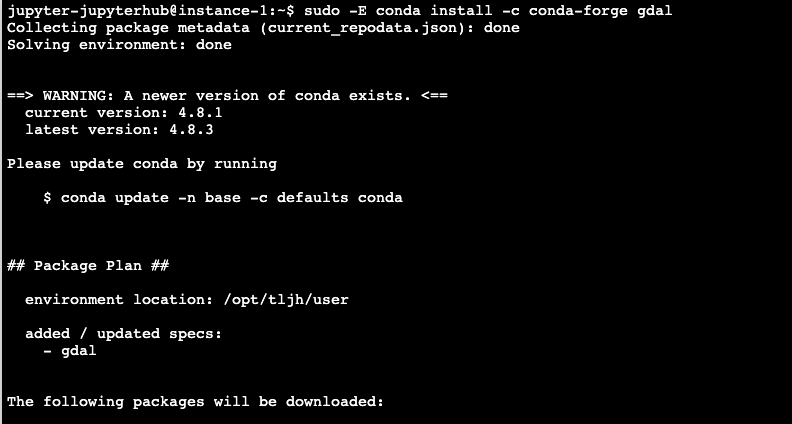 jupyter-jupyterhub@instance-1:~$ sudo -E conda install -c conda-forge gdal
Collecting package metadata (current_repodata.json): done
Solving environment: done
==> WARNING: A newer version of conda exists. <==
  current version: 4.8.1
  latest version: 4.8.3
Please update conda by running
    $ conda update -n base -c defaults conda
## Package Plan ##
  environment location: /opt/tljh/user
  added / updated specs:
    - gdal
The following packages will be downloaded: